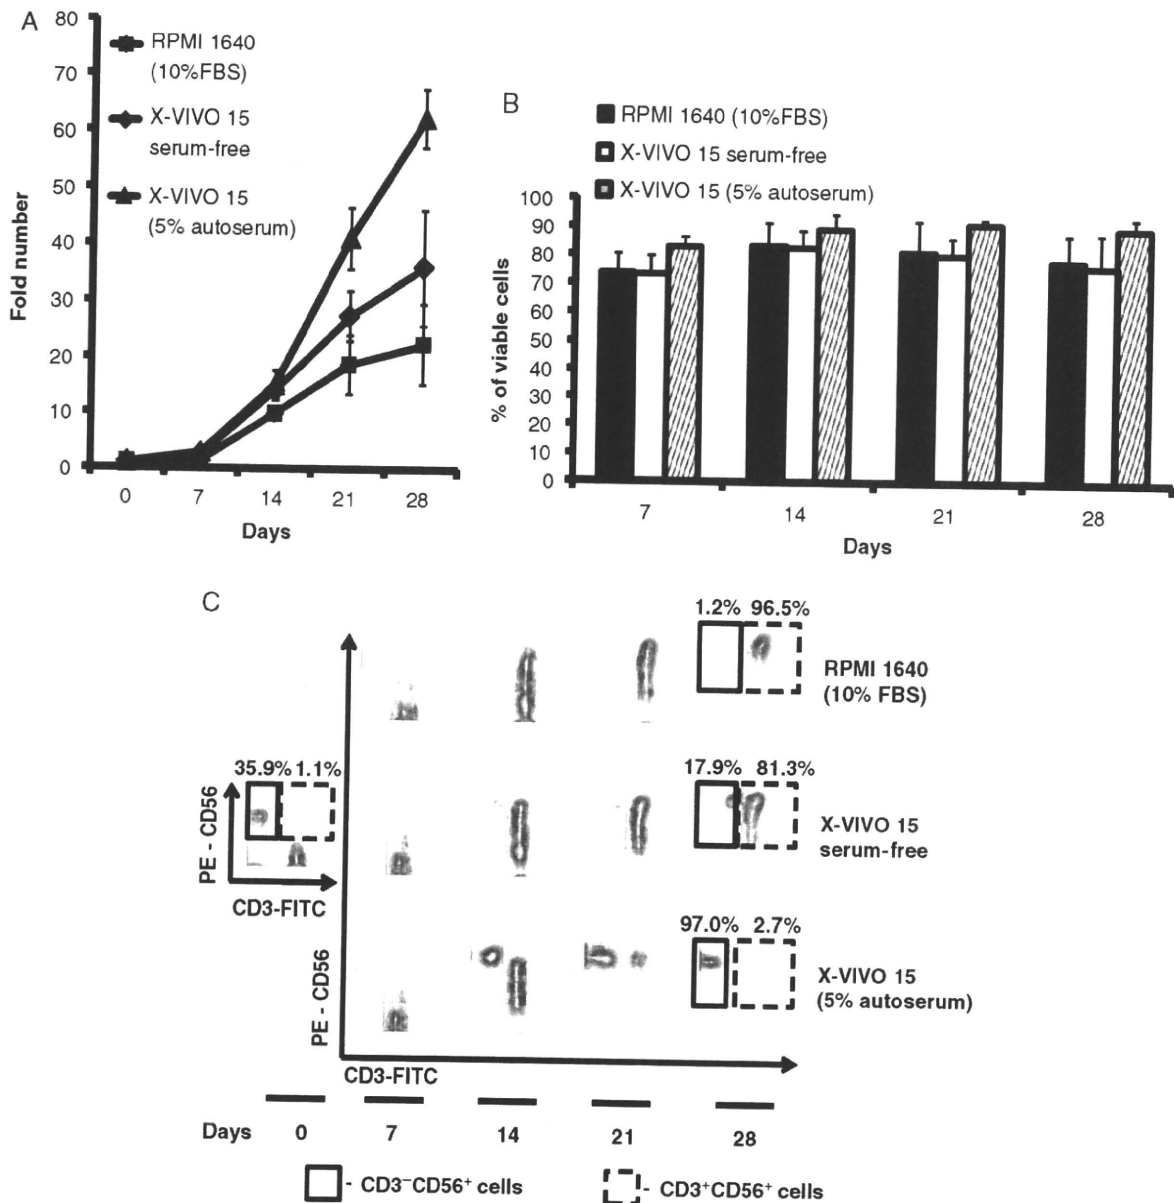 A
80
70
60
50
40
30
20
10
0
Fold number
RPMI 1640
(10%FBS)
X-VIVO 15
serum-free
X-VIVO 15
(5% autoserum)
0 7 14 21 28
Days
B
RPMI 1640 (10%FBS)
X-VIVO 15 serum-free
X-VIVO 15 (5% autoserum)
100
90
80
70
60
50
40
30
20
10
0
% of viable cells
7 14 21 28
Days
C
1.2% 96.5%
RPMI 1640
(10% FBS)
35.9% 1.1%
PE - CD56
CD3-FITC
17.9% 81.3%
X-VIVO 15
serum-free
97.0% 2.7%
X-VIVO 15
(5% autoserum)
PE - CD56
CD3-FITC
Days 0 7 14 21 28
- CD3⁻CD56⁺ cells
- CD3⁺CD56⁺ cells